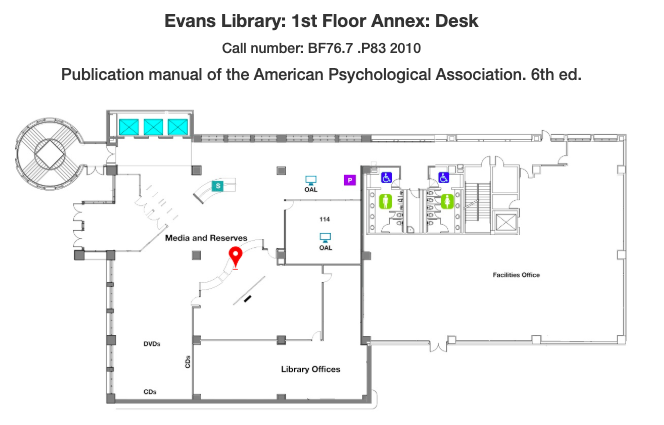 Evans Library: 1st Floor Annex: Desk
Call number: BF76.7 .P83 2010
Publication manual of the American Psychological Association. 6th ed.
S
OAL
P
114
OAL
Media and Reserves
Facilities Office
DVDs
CDs
Library Offices
CDs